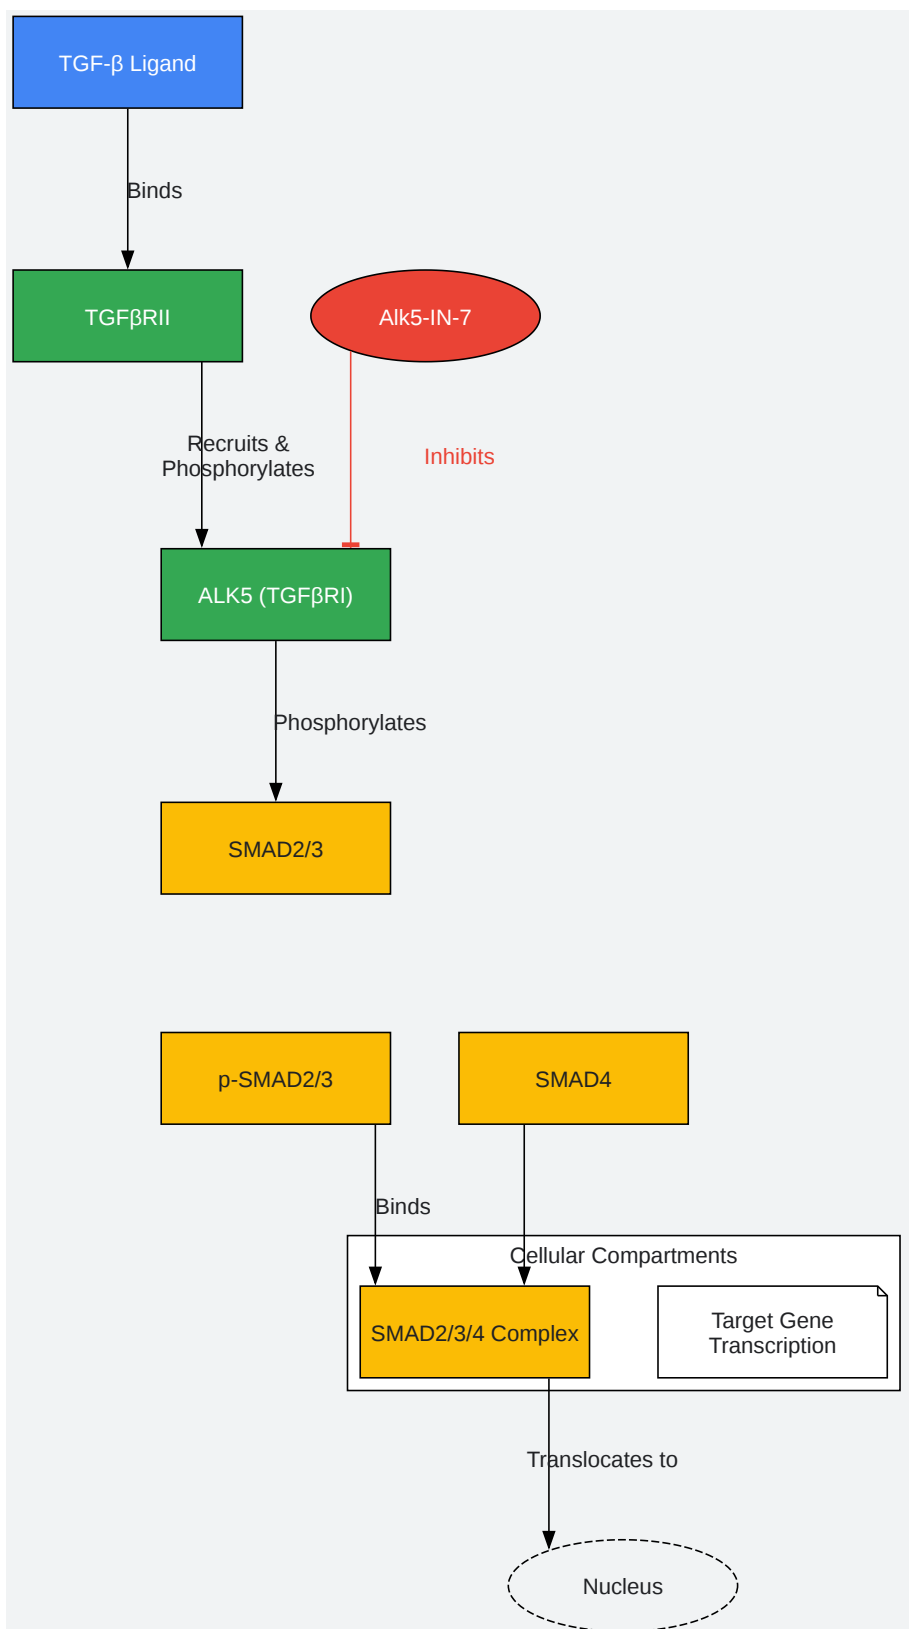 TGF-β Ligand
Binds
TGFβRII
Alk5-IN-7
Recruits &
Phosphorylates
Inhibits
ALK5 (TGFβRI)
Phosphorylates
SMAD2/3
p-SMAD2/3
SMAD4
Binds
Cellular Compartments
SMAD2/3/4 Complex
Target Gene
Transcription
Translocates to
Nucleus